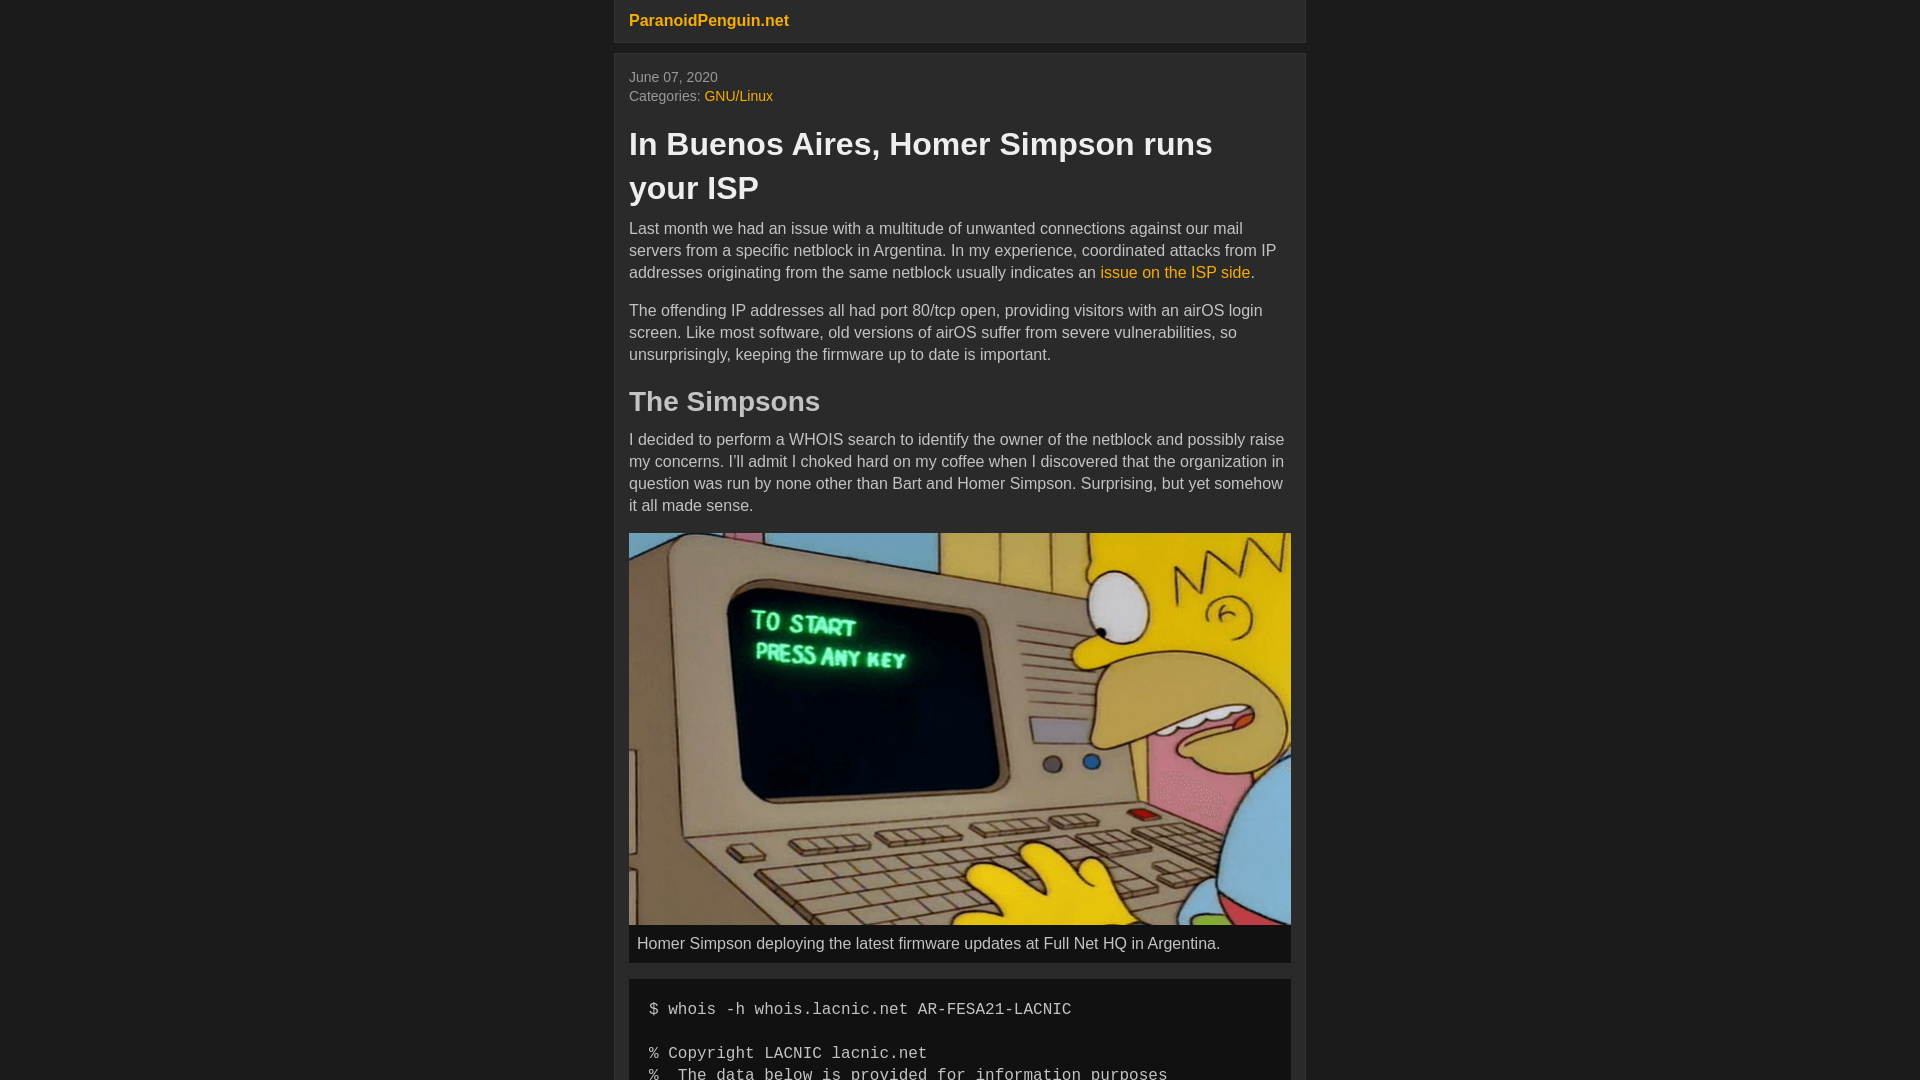 ParanoidPenguin.net
June 07, 2020
Categories: GNU/Linux
In Buenos Aires, Homer Simpson runs
your ISP
Last month we had an issue with a multitude of unwanted connections against our mail
servers from a specific netblock in Argentina. In my experience, coordinated attacks from IP
addresses originating from the same netblock usually indicates an issue on the ISP side.
The offending IP addresses all had port 80/tcp open, providing visitors with an airOS login
screen. Like most software, old versions of airOS suffer from severe vulnerabilities, so
unsurprisingly, keeping the firmware up to date is important.
The Simpsons
I decided to perform a WHOIS search to identify the owner of the netblock and possibly raise
my concerns. I’ll admit I choked hard on my coffee when I discovered that the organization in
question was run by none other than Bart and Homer Simpson. Surprising, but yet somehow
it all made sense.
TO START
PRESS ANY KEY
Homer Simpson deploying the latest firmware updates at Full Net HQ in Argentina.
$ whois -h whois.lacnic.net AR-FESA21-LACNIC
% Copyright LACNIC lacnic.net
%  The data below is provided for information purposes